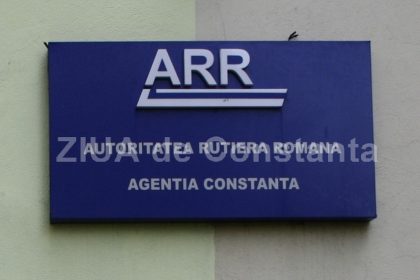 ARR
AUTORITATEA RUTIERA ROMANA
ZIUA de Constanta
AGENTIA CONSTANTA